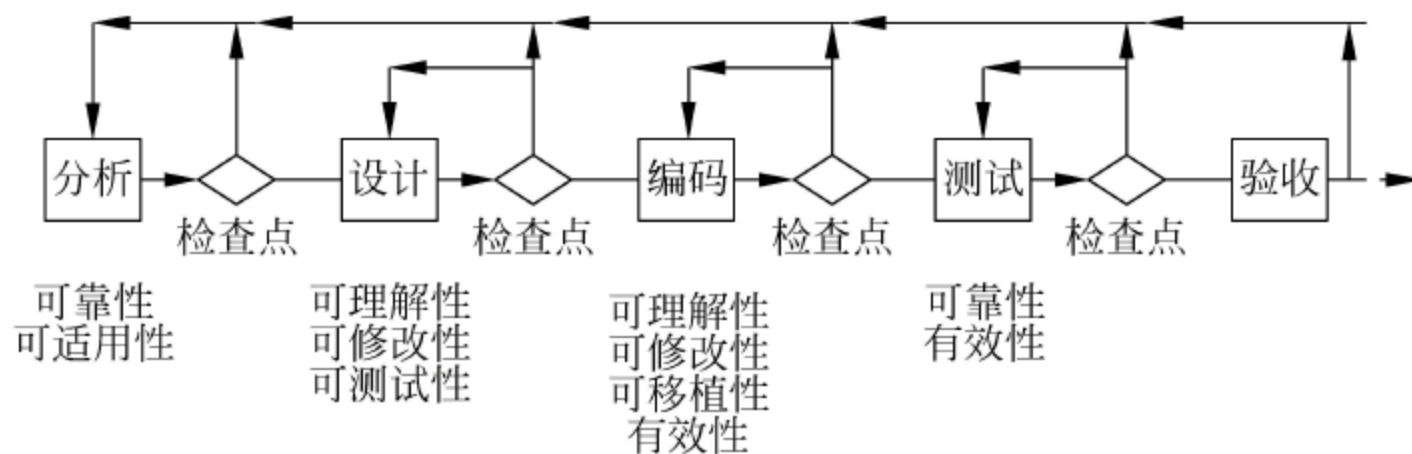 分析
设计
编码
测试
验收
检查点
检查点
检查点
检查点
可靠性
可适用性
可理解性
可修改性
可测试性
可理解性
可修改性
可移植性
有效性
可靠性
有效性